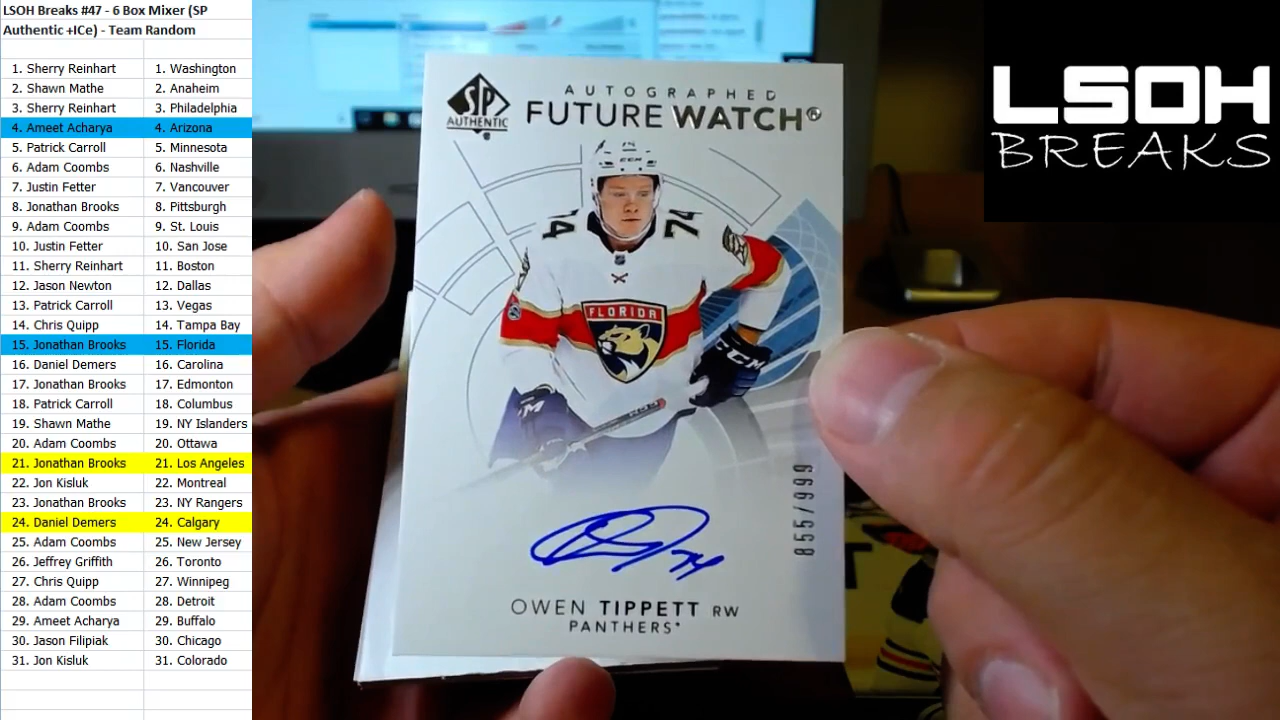 LSOH Breaks #47 - 6 Box Mixer (SP
Authentic +ICe) - Team Random
1. Sherry Reinhart 1. Washington
2. Shawn Mathe 2. Anaheim
3. Sherry Reinhart 3. Philadelphia
4. Ameet Acharya 4. Arizona
5. Patrick Carroll 5. Minnesota
6. Adam Coombs 6. Nashville
7. Justin Fetter 7. Vancouver
8. Jonathan Brooks 8. Pittsburgh
9. Adam Coombs 9. St. Louis
10. Justin Fetter 10. San Jose
11. Sherry Reinhart 11. Boston
12. Jason Newton 12. Dallas
13. Patrick Carroll 13. Vegas
14. Chris Quipp 14. Tampa Bay
15. Jonathan Brooks 15. Florida
16. Daniel Demers 16. Carolina
17. Jonathan Brooks 17. Edmonton
18. Patrick Carroll 18. Columbus
19. Shawn Mathe 19. NY Islanders
20. Adam Coombs 20. Ottawa
21. Jonathan Brooks 21. Los Angeles
22. Jon Kisluk 22. Montreal
23. Jonathan Brooks 23. NY Rangers
24. Daniel Demers 24. Calgary
25. Adam Coombs 25. New Jersey
26. Jeffrey Griffith 26. Toronto
27. Chris Quipp 27. Winnipeg
28. Adam Coombs 28. Detroit
29. Ameet Acharya 29. Buffalo
30. Jason Filipiak 30. Chicago
31. Jon Kisluk 31. Colorado
SP
AUTHENTIC
AUTOGRAPHED
FUTURE WATCH
74
CCM
74 74
FLORIDA
CCM
855/999
74
OWEN TIPPETT RW
PANTHERS
LSOH
BREAKS